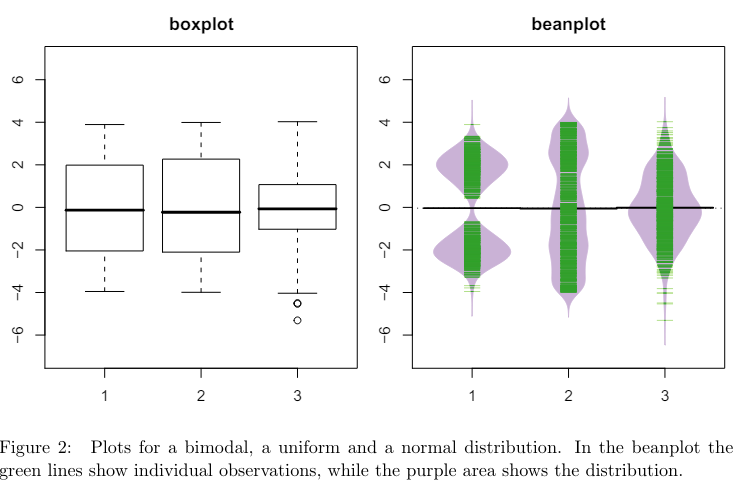 boxplot
6
4
2
0
−2
−4
−6
1 2 3
beanplot
6
4
2
0
−2
−4
−6
1 2 3
Figure 2: Plots for a bimodal, a uniform and a normal distribution. In the beanplot the
green lines show individual observations, while the purple area shows the distribution.